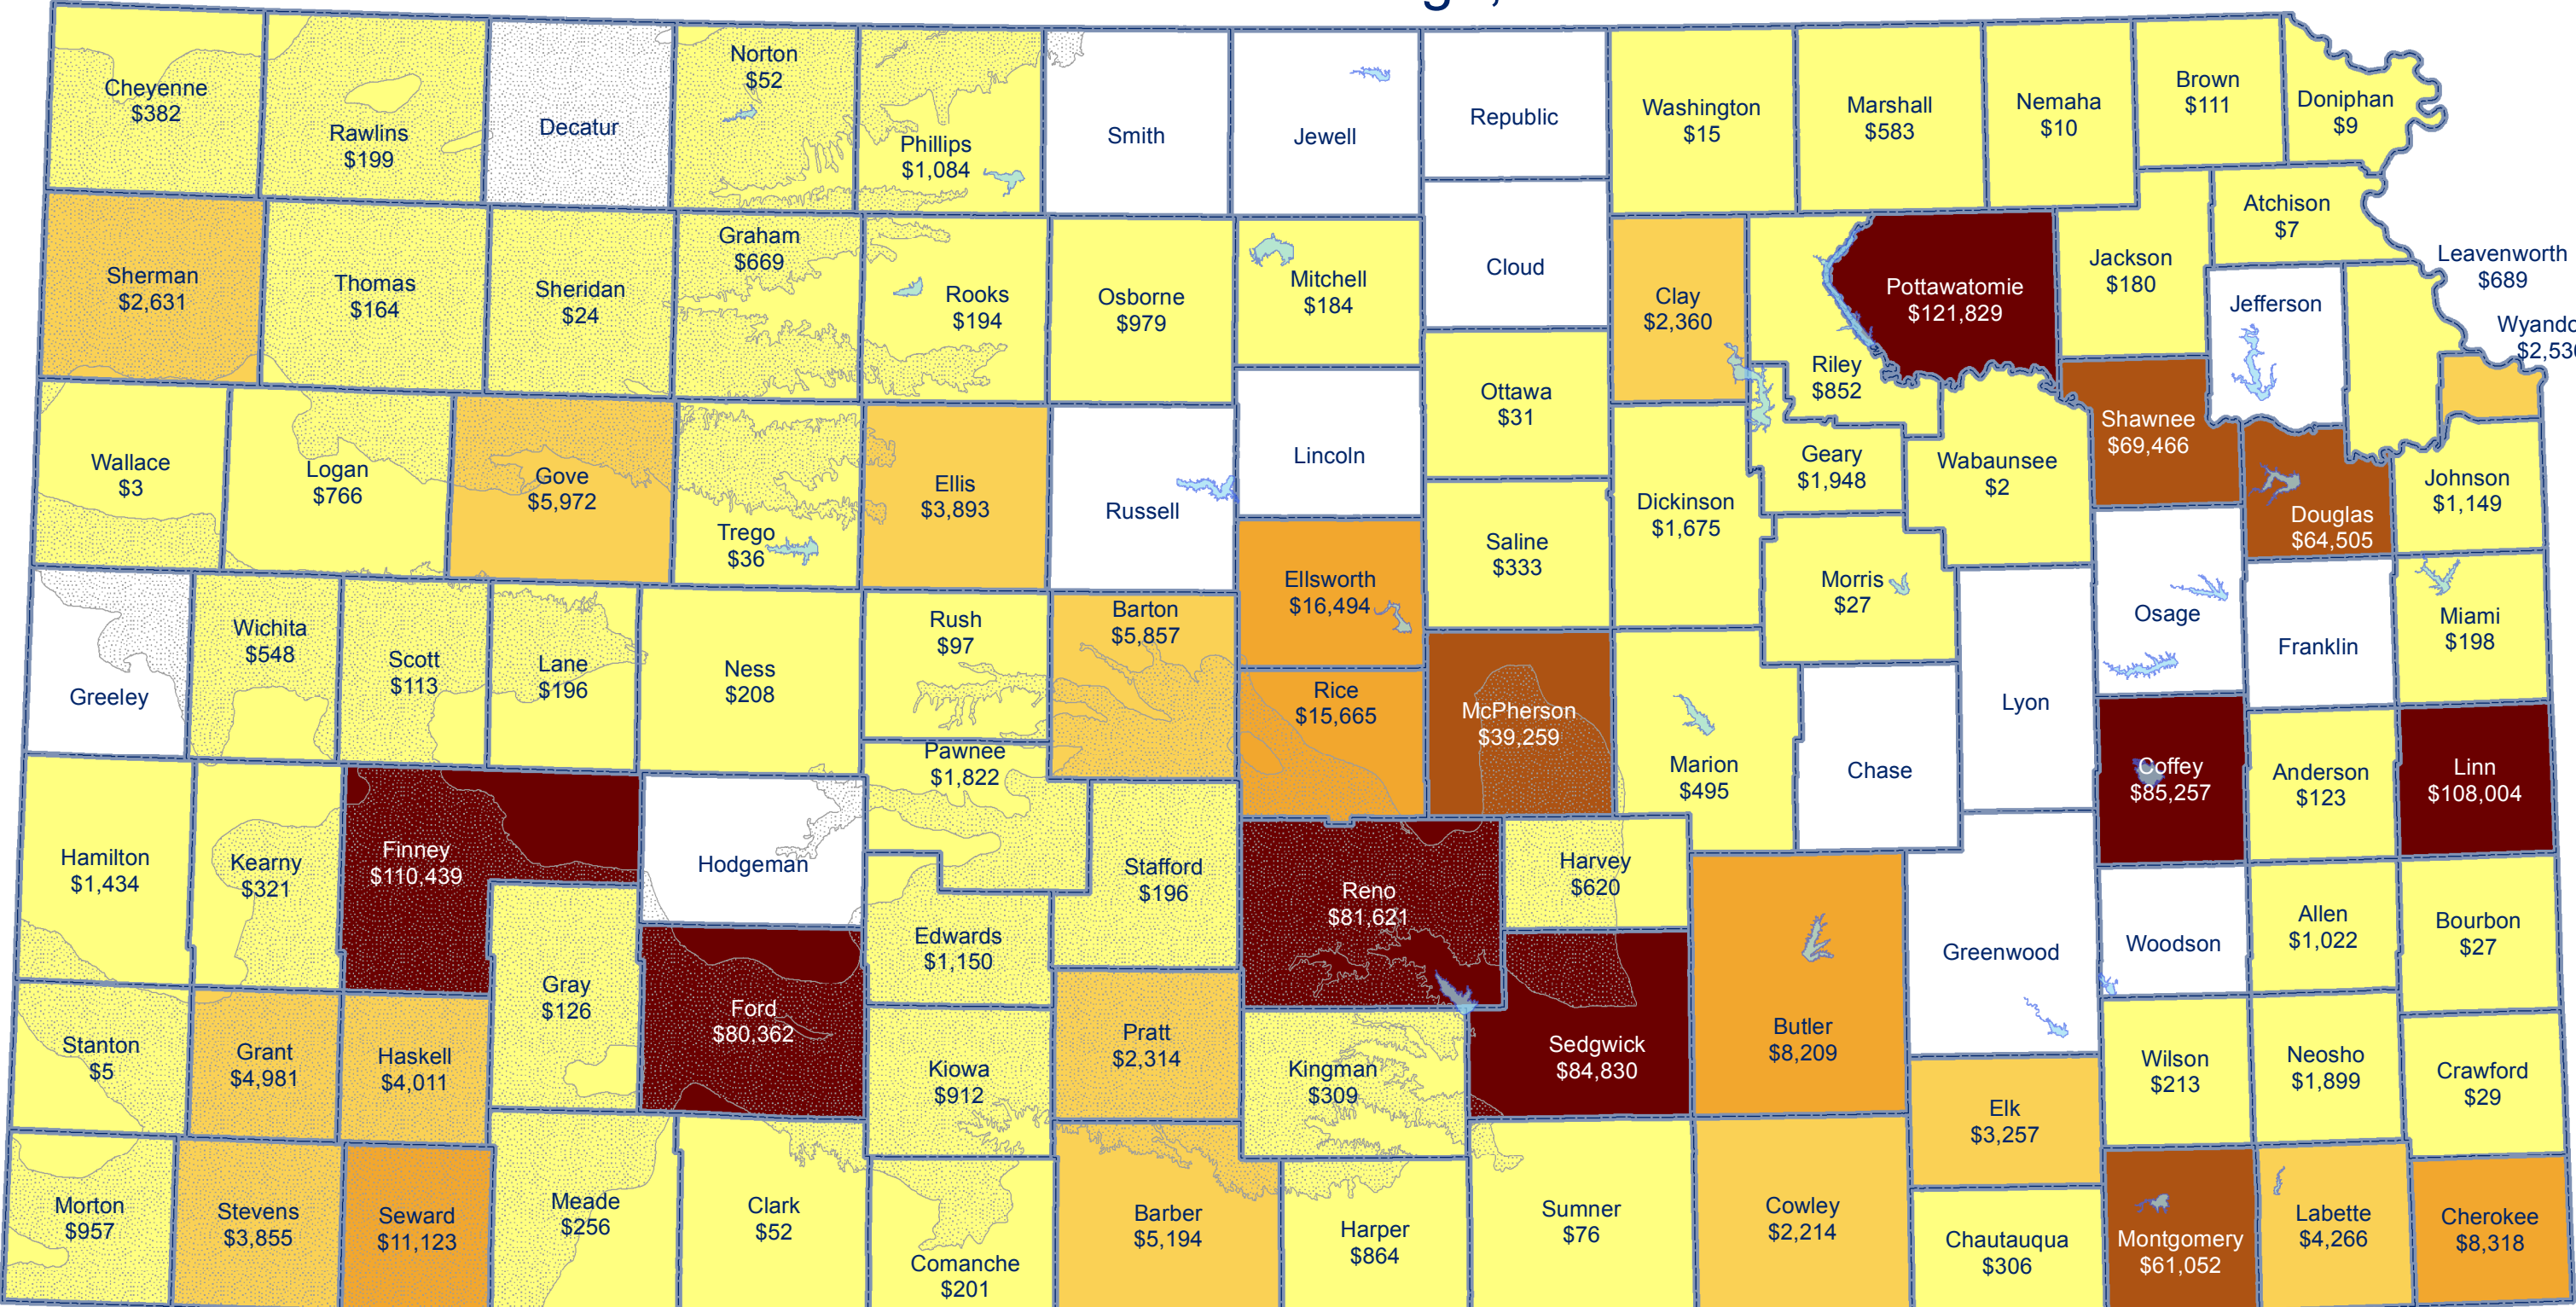 Cheyenne
$382
Rawlins
$199
Decatur
Norton
$52
Phillips
$1,084
Smith
Jewell
Republic
Washington
$15
Marshall
$583
Nemaha
$10
Brown
$111
Doniphan
$9
Atchison
$7
Sherman
$2,631
Thomas
$164
Sheridan
$24
Graham
$669
Rooks
$194
Osborne
$979
Mitchell
$184
Cloud
Clay
$2,360
Riley
$852
Pottawatomie
$121,829
Jackson
$180
Jefferson
Leavenworth
$689
Wyando
$2,53
Wallace
$3
Logan
$766
Gove
$5,972
Trego
$36
Ellis
$3,893
Russell
Lincoln
Ottawa
$31
Saline
$333
Dickinson
$1,675
Geary
$1,948
Wabaunsee
$2
Shawnee
$69,466
Douglas
$64,505
Johnson
$1,149
Ellsworth
$16,494
Morris
$27
Osage
Franklin
Miami
$198
Greeley
Wichita
$548
Scott
$113
Lane
$196
Ness
$208
Rush
$97
Barton
$5,857
Rice
$15,665
McPherson
$39,259
Marion
$495
Chase
Lyon
Coffey
$85,257
Anderson
$123
Linn
$108,004
Hamilton
$1,434
Kearny
$321
Finney
$110,439
Hodgeman
Pawnee
$1,822
Stafford
$196
Edwards
$1,150
Reno
$81,621
Harvey
$620
Greenwood
Woodson
Allen
$1,022
Bourbon
$27
Gray
$126
Ford
$80,362
Stanton
$5
Grant
$4,981
Haskell
$4,011
Kiowa
$912
Pratt
$2,314
Kingman
$309
Sedgwick
$84,830
Butler
$8,209
Elk
$3,257
Wilson
$213
Neosho
$1,899
Crawford
$29
Morton
$957
Stevens
$3,855
Seward
$11,123
Meade
$256
Clark
$52
Comanche
$201
Barber
$5,194
Harper
$864
Sumner
$76
Cowley
$2,214
Chautauqua
$306
Montgomery
$61,052
Labette
$4,266
Cherokee
$8,318